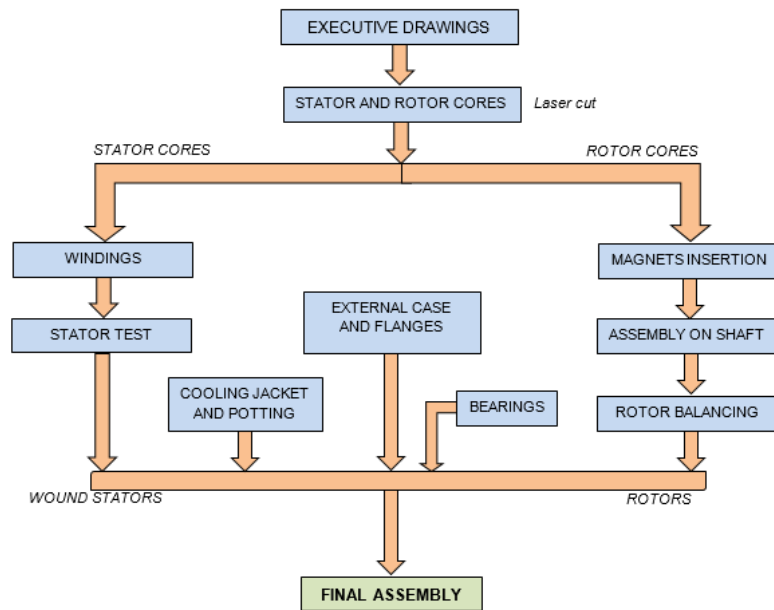 EXECUTIVE DRAWINGS
STATOR AND ROTOR CORES
Laser cut
STATOR CORES
ROTOR CORES
WINDINGS
MAGNETS INSERTION
EXTERNAL CASE
AND FLANGES
STATOR TEST
ASSEMBLY ON SHAFT
COOLING JACKET
AND POTTING
BEARINGS
ROTOR BALANCING
WOUND STATORS
ROTORS
FINAL ASSEMBLY